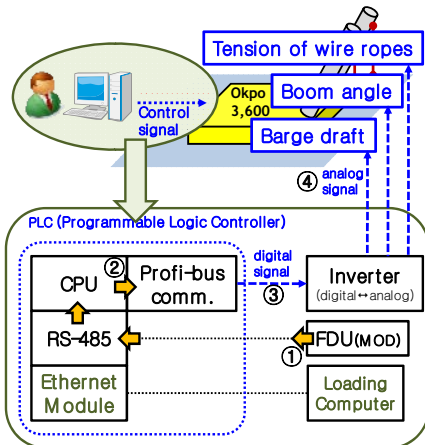 Tension of wire ropes
Okpo
3,600
Boom angle
Control
signal
Barge draft
④ analog
signal
PLC (Programmable Logic Controller)
CPU
②
Profi-bus
comm.
digital
signal
③
Inverter
(digital↔analog)
RS-485
①
FDU(MOD)
Ethernet
Module
Loading
Computer